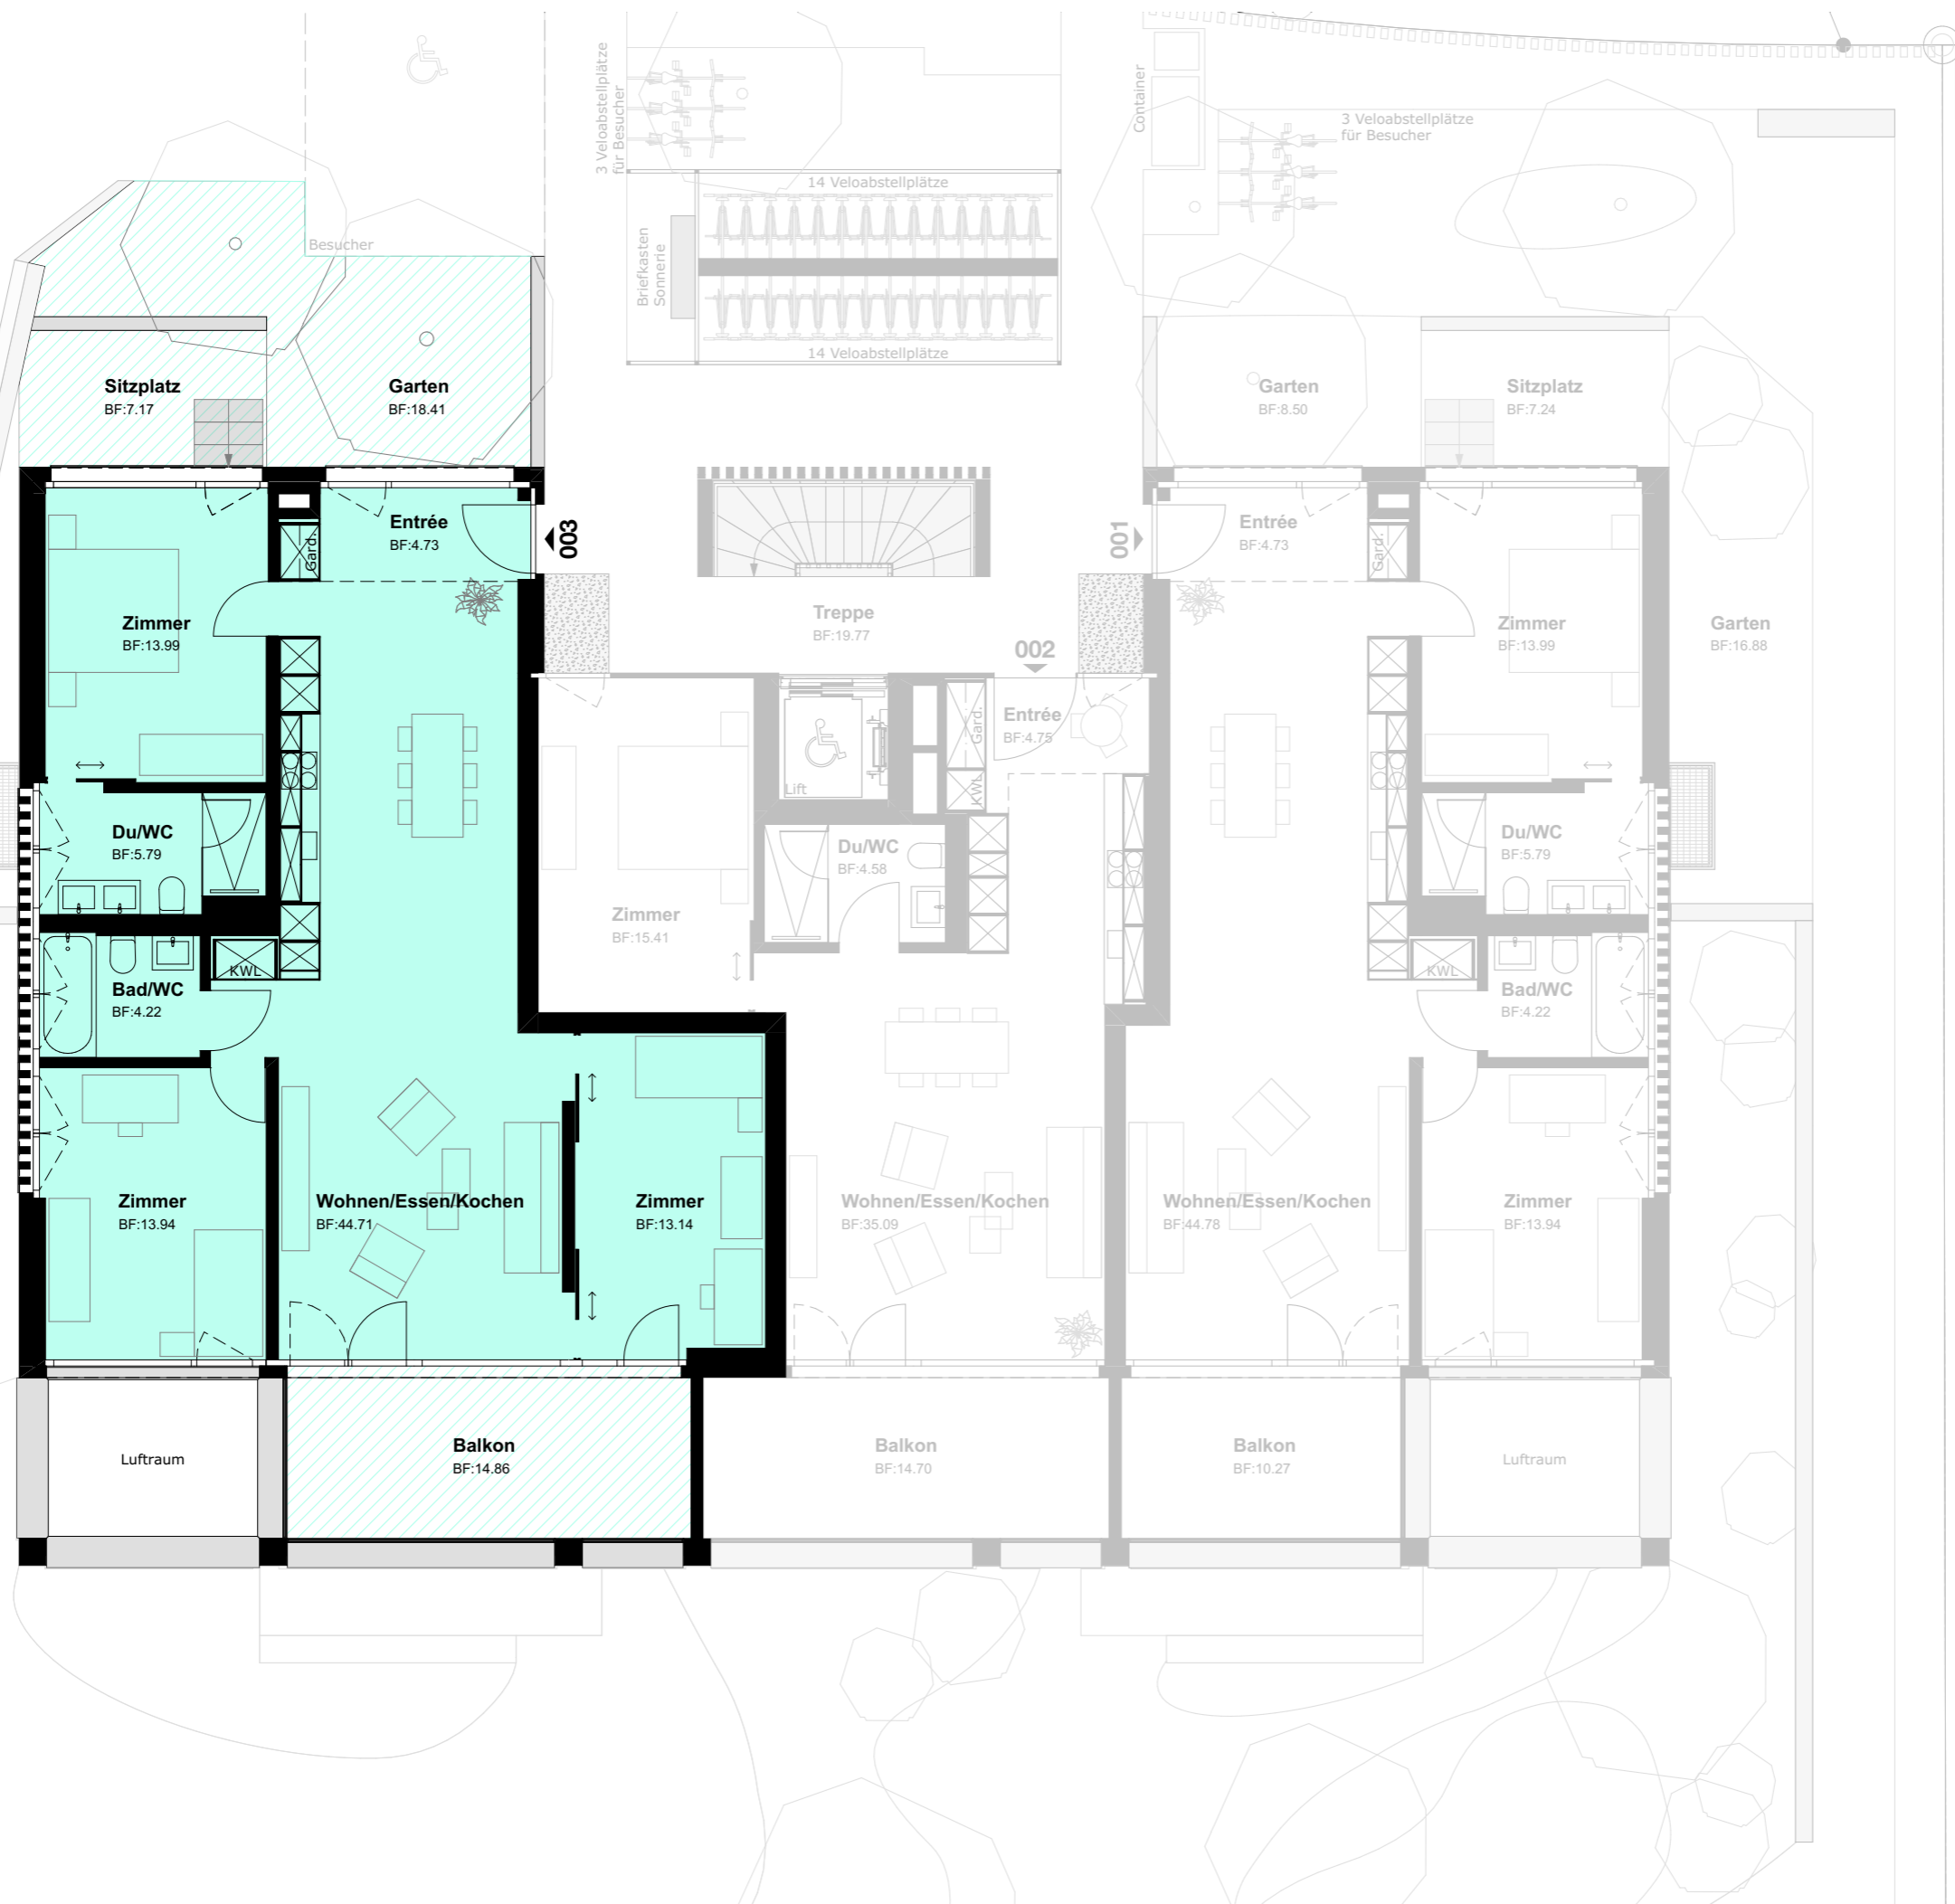 3 Veloabstellplätze
für Besucher
Container
3 Veloabstellplätze
für Besucher
14 Veloabstellplätze
Besucher
Briefkasten
Sonnerie
14 Veloabstellplätze
Sitzplatz
BF:7.17
Garten
BF:18.41
Garten
BF:8.50
Sitzplatz
BF:7.24
Entrée
BF:4.73
Gard.
003
001
Entrée
BF:4.73
Gard.
Zimmer
BF:13.99
Treppe
BF:19.77
002
Zimmer
BF:13.99
Garten
BF:16.88
Entrée
BF:4.75
Gard.
KWL
Lift
Du/WC
BF:5.79
Du/WC
BF:4.58
Du/WC
BF:5.79
Zimmer
BF:15.41
KWL
KWL
Bad/WC
BF:4.22
Bad/WC
BF:4.22
Zimmer
BF:13.94
Wohnen/Essen/Kochen
BF:44.71
Zimmer
BF:13.14
Wohnen/Essen/Kochen
BF:35.09
Wohnen/Essen/Kochen
BF:44.78
Zimmer
BF:13.94
Luftraum
Balkon
BF:14.86
Balkon
BF:14.70
Balkon
BF:10.27
Luftraum